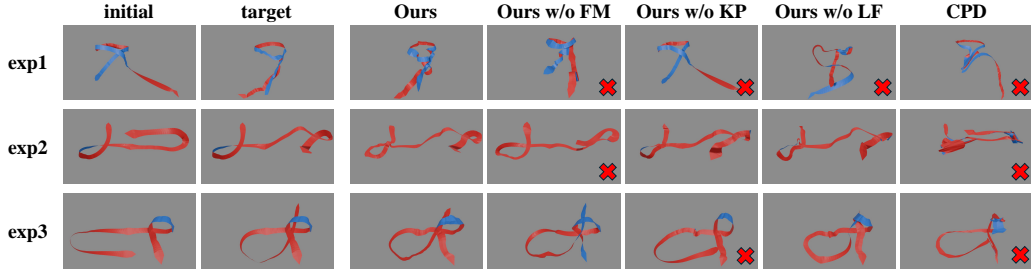 initial target Ours Ours w/o FM Ours w/o KP Ours w/o LF CPD
exp1
exp2
exp3